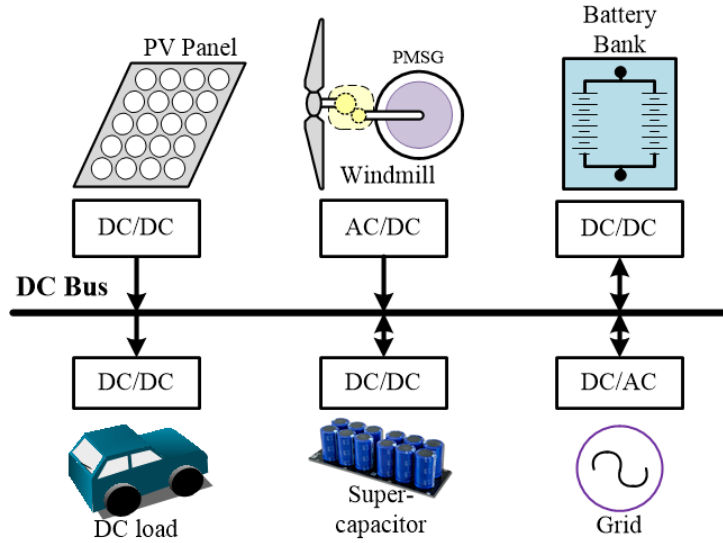 PV Panel
PMSG
Windmill
Battery
Bank
DC/DC
AC/DC
DC/DC
DC Bus
DC/DC
DC/DC
DC/AC
DC load
Super-
capacitor
Grid